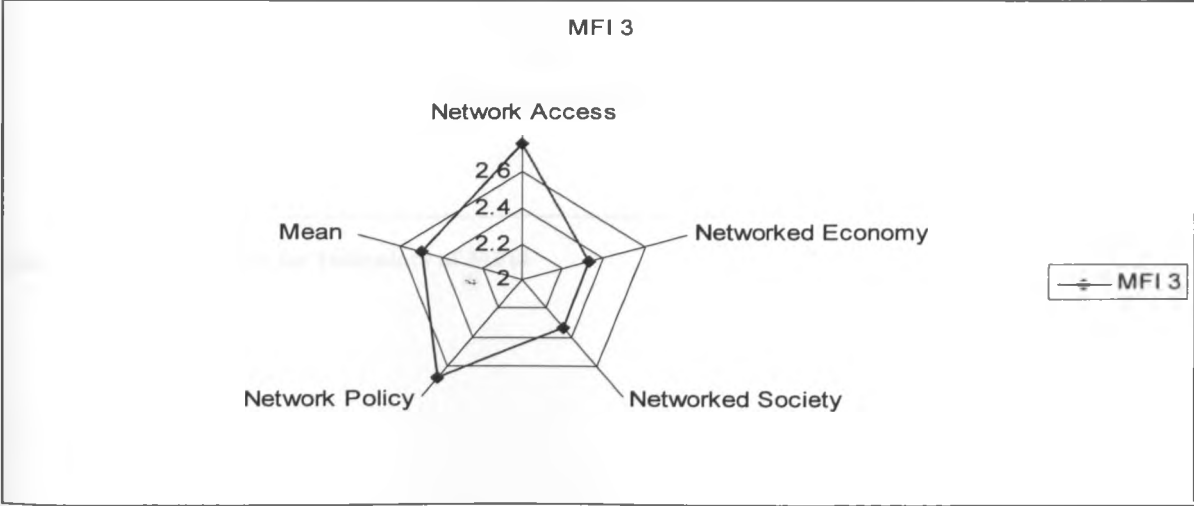 MFI 3
Network Access
2.6
2.4
2.2
2
Mean
Networked Economy
MFI 3
Network Policy
Networked Society